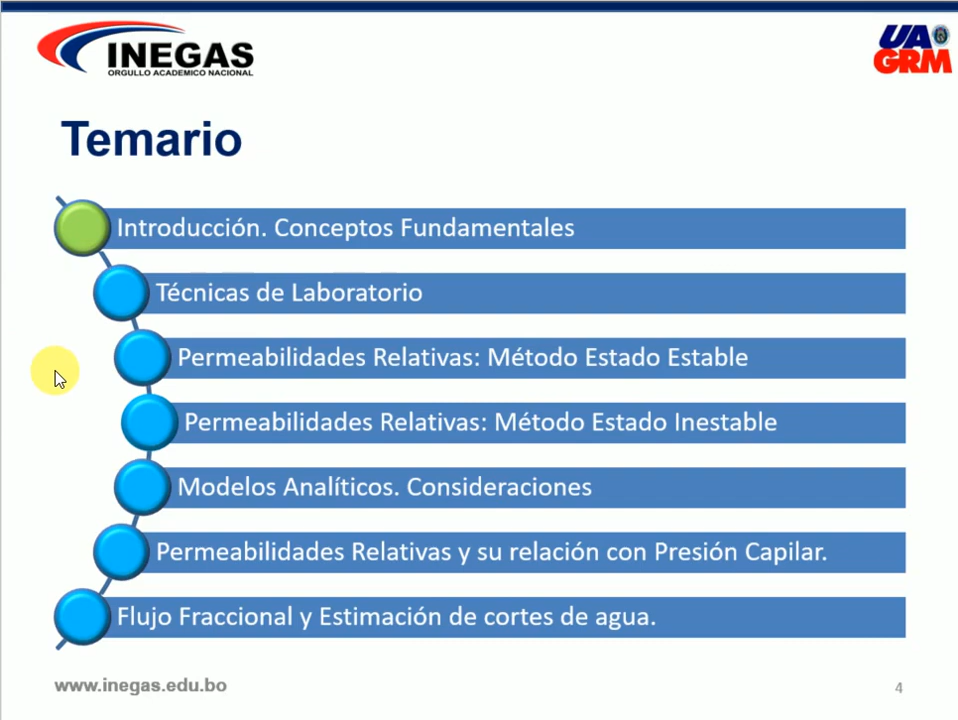 INEGAS
ORGULLO ACADEMICO NACIONAL
UA
GRM
Temario
Introducción. Conceptos Fundamentales
Técnicas de Laboratorio
Permeabilidades Relativas: Método Estado Estable
Permeabilidades Relativas: Método Estado Inestable
Modelos Analíticos. Consideraciones
Permeabilidades Relativas y su relación con Presión Capilar.
Flujo Fraccional y Estimación de cortes de agua.
www.inegas.edu.bo
4